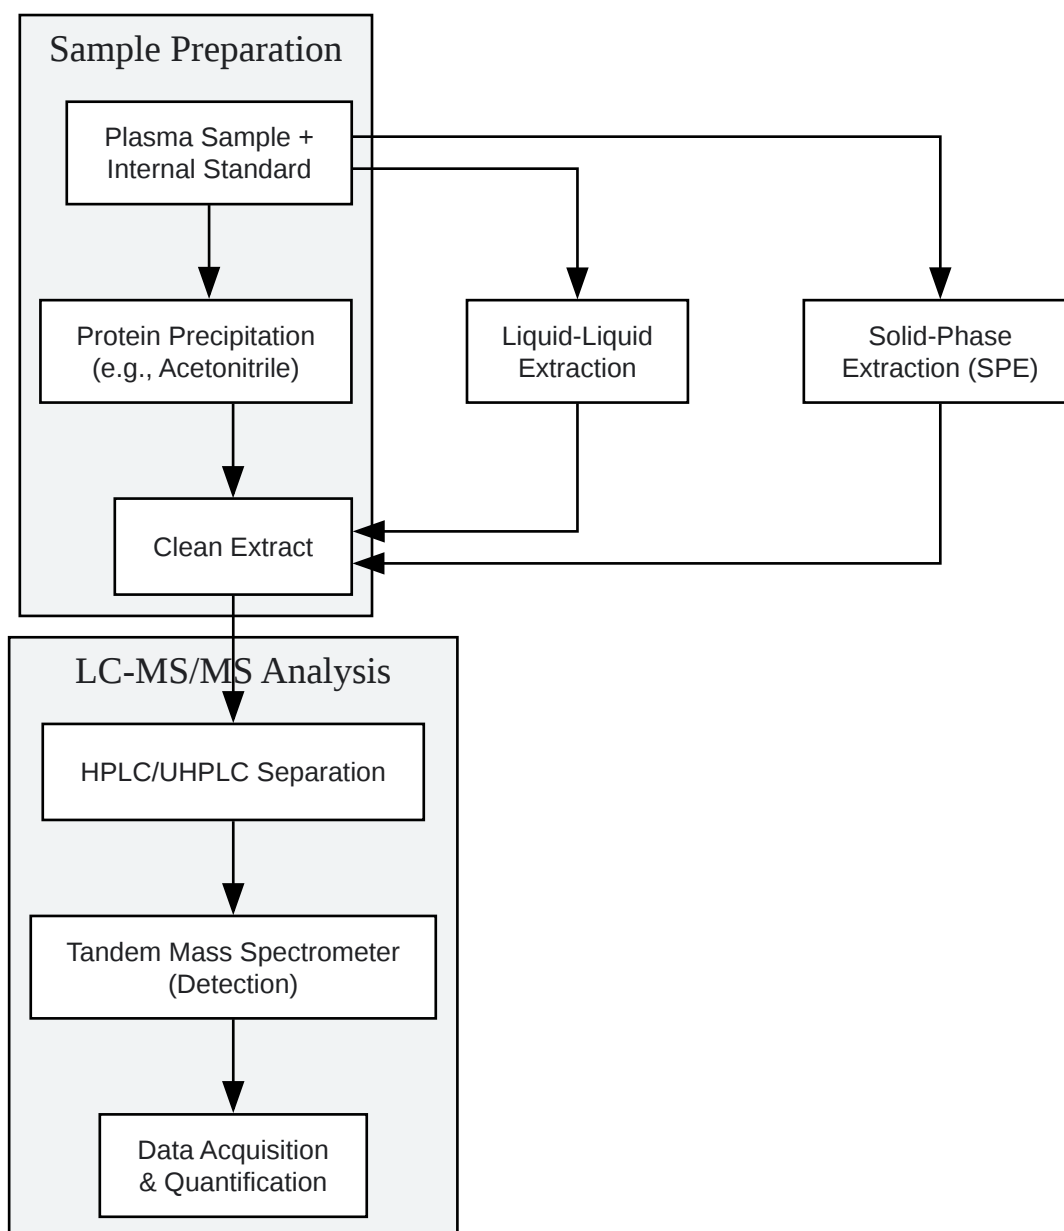 Sample Preparation
Plasma Sample +
Internal Standard
Protein Precipitation
(e.g., Acetonitrile)
Liquid-Liquid
Extraction
Solid-Phase
Extraction (SPE)
Clean Extract
LC-MS/MS Analysis
HPLC/UHPLC Separation
Tandem Mass Spectrometer
(Detection)
Data Acquisition
& Quantification